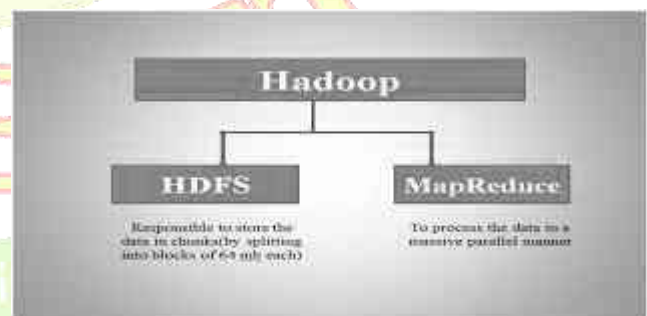 Hadoop
HDFS
MapReduce
Responsible to store the
data in chunks(by splitting
into blocks of 64 mb each)
To process the data in a
massive parallel manner